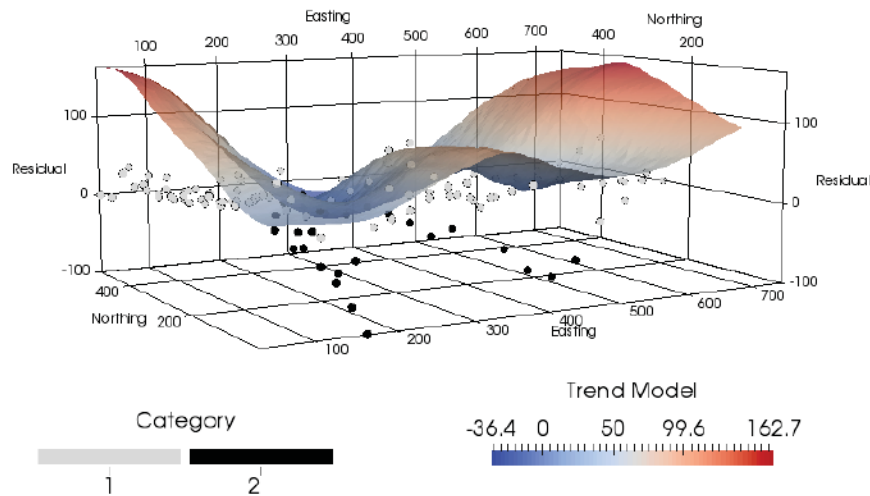 Easting
Northing
100 200 300 400 500 600 700 400 200
100 100
Residual Residual
0 0
-100 -100
400
Northing
200
100 200 300 400 500 600 700
Easting
Category
1 2
Trend Model
-36.4 0 50 99.6 162.7